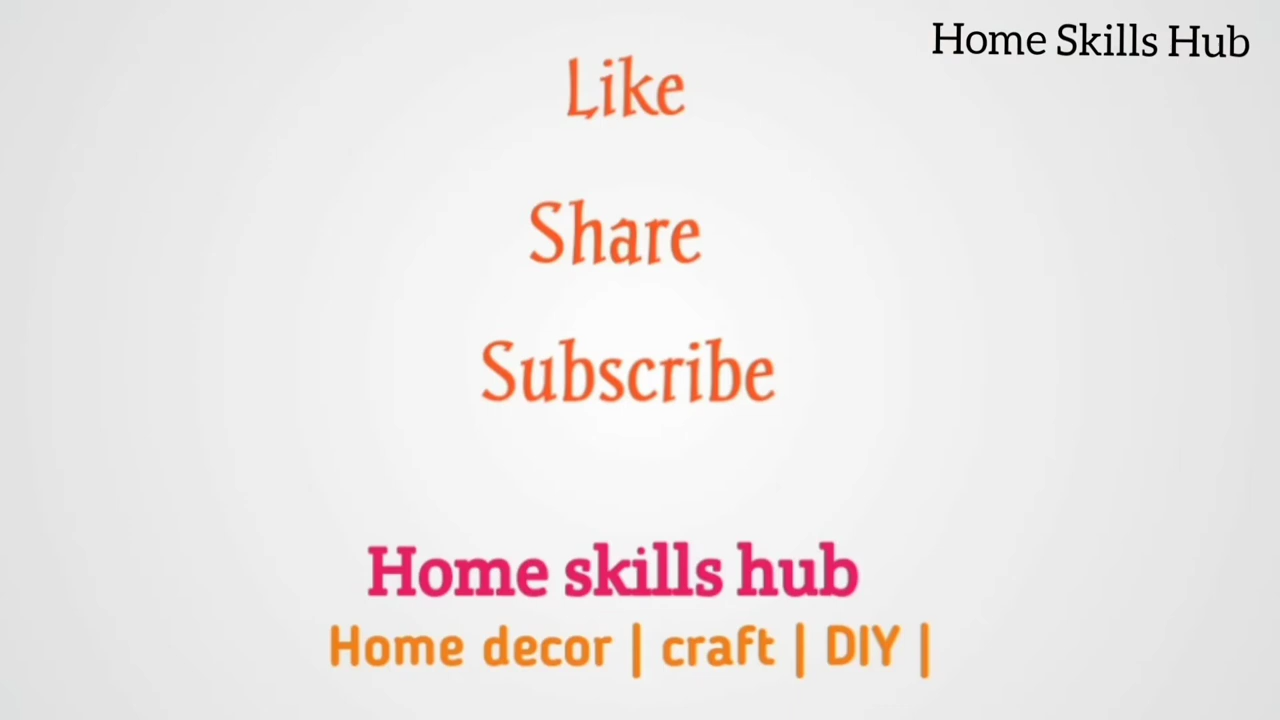 Home Skills Hub
Like
Share
Subscribe
Home skills hub
Home decor | craft | DIY |